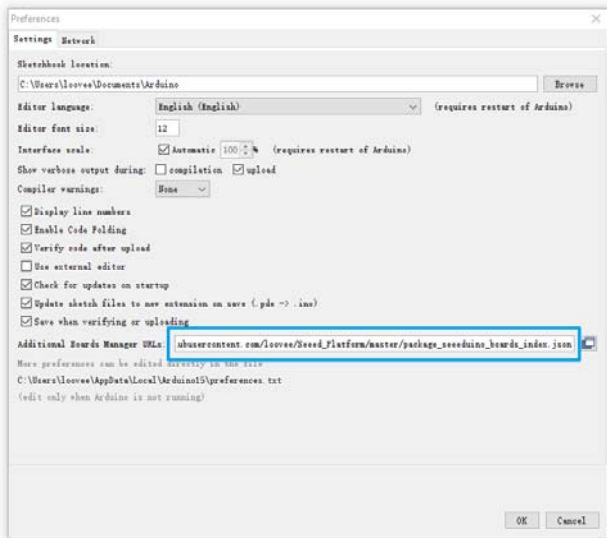 Preferences
Settings Network
Sketchbook location:
C:\Users\loovee\Documents\Arduino Browse
Editor language: English (English) (requires restart of Arduino)
Editor font size: 12
Interface scale: Automatic 100 % (requires restart of Arduino)
Show verbose output during: compilation upload
Compiler warnings: None
Display line numbers
Enable Code Folding
Verify code after upload
Use external editor
Check for updates on startup
Update sketch files to new extension on save (.pde -> .ino)
Save when verifying or uploading
Additional Boards Manager URLs: ubusercontent.com/loovee/Seeed_Platform/master/package_seeeduino_boards_index.json
More preferences can be edited directly in the file
C:\Users\loovee\AppData\Local\Arduino15\preferences.txt
(edit only when Arduino is not running)
OK Cancel